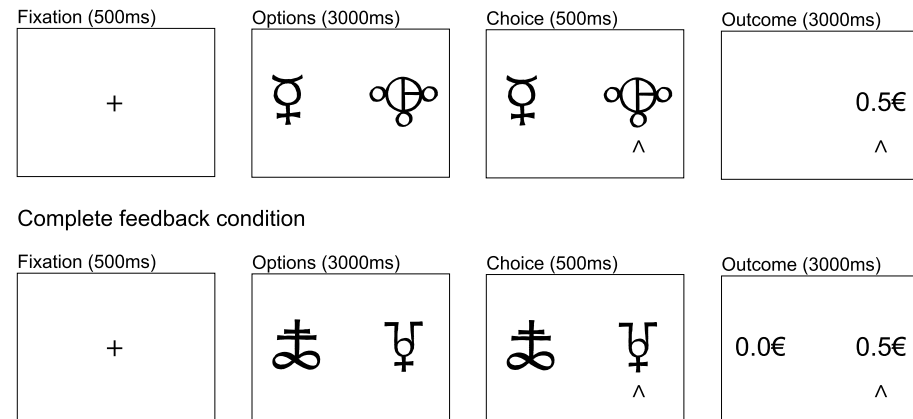 Fixation (500ms) Options (3000ms) Choice (500ms) Outcome (3000ms)
+
0.5€
^ ^
Complete feedback condition
Fixation (500ms) Options (3000ms) Choice (500ms) Outcome (3000ms)
+ 0.0€ 0.5€
^ ^